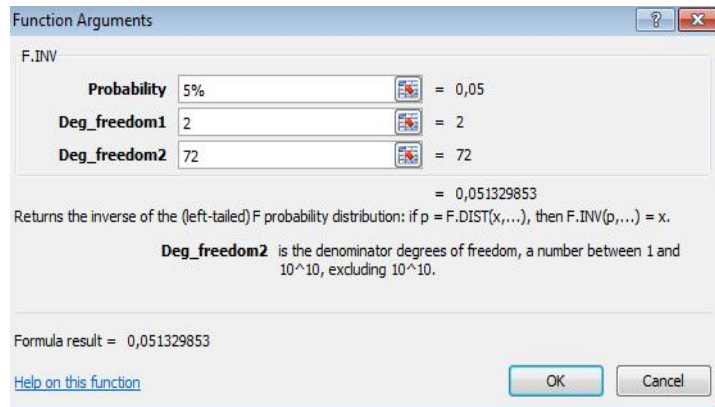 Function Arguments
F.INV
Probability 5% = 0,05
Deg_freedom1 2 = 2
Deg_freedom2 72 = 72
= 0,051329853
Returns the inverse of the (left-tailed) F probability distribution: if p = F.DIST(x,...), then F.INV(p,...) = x.
Deg_freedom2 is the denominator degrees of freedom, a number between 1 and
10^10, excluding 10^10.
Formula result = 0,051329853
Help on this function OK Cancel